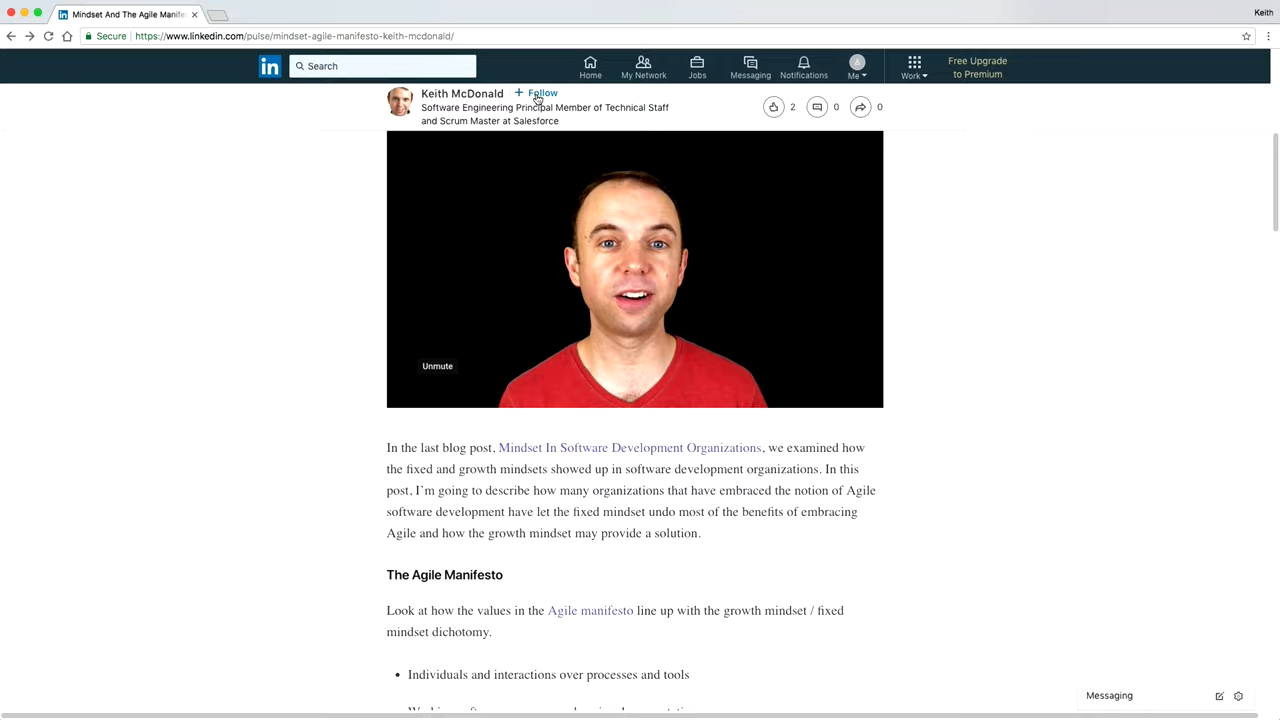 Mindset And The Agile Manife
Keith
Secure
https://www.linkedin.com/pulse/mindset-agile-manifesto-keith-mcdonald/
in
Search
Home
My Network
Jobs
Messaging
Notifications
Me
Work
Free Upgrade
to Premium
Keith McDonald
+ Follow
Software Engineering Principal Member of Technical Staff
and Scrum Master at Salesforce
2
0
0
Unmute
In the last blog post, Mindset In Software Development Organizations, we examined how
the fixed and growth mindsets showed up in software development organizations. In this
post, I’m going to describe how many organizations that have embraced the notion of Agile
software development have let the fixed mindset undo most of the benefits of embracing
Agile and how the growth mindset may provide a solution.
The Agile Manifesto
Look at how the values in the Agile manifesto line up with the growth mindset / fixed
mindset dichotomy.
• Individuals and interactions over processes and tools
Messaging